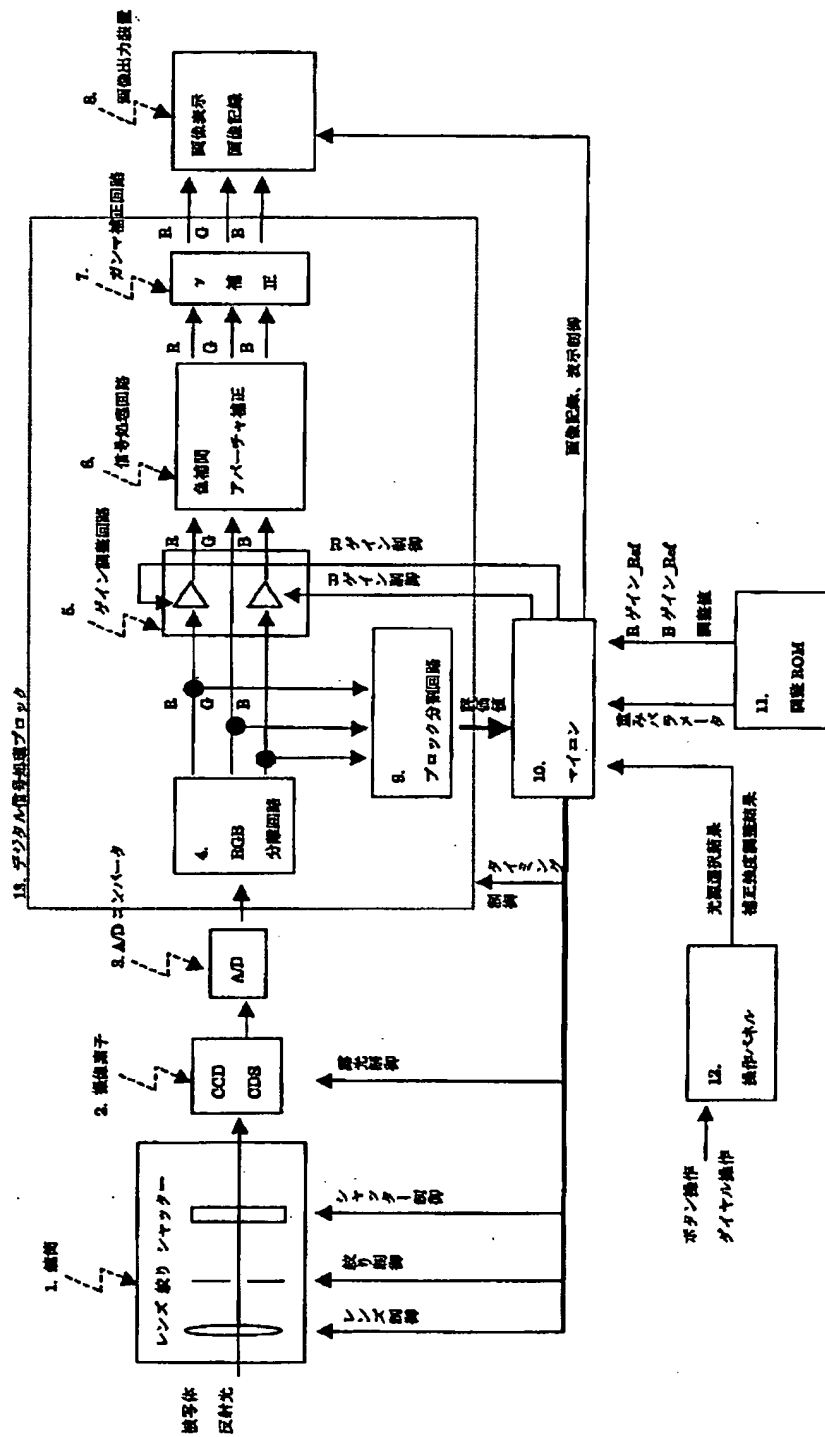 被写体
反射光
1. 鏡筒
レンズ 絞り シャッター
レンズ制御
絞り制御
シャッター制御
2. 撮像素子
CCD
CDS
露光制御
3. A/Dコンバータ
A/D
13. デジタル信号処理ブロック
4.
RGB
分離回路
R
G
B
5.
ゲイン調整回路
R
G
B
Rゲイン制御
Bゲイン制御
6.
信号処理回路
色補間
アパーチャ補正
R
G
B
7.
ガンマ補正回路
γ
補
正
R
G
B
8.
画像出力装置
画像表示
画像記録
9.
ブロック分割回路
評価値
タイミング
制御
10.
マイコン
画像記録、表示制御
重みパラメータ
Rゲイン_Ref
Bゲイン_Ref
調整値
11.
調整ROM
光源選択結果
補正強度調整結果
12.
操作パネル
ボタン操作
ダイヤル操作